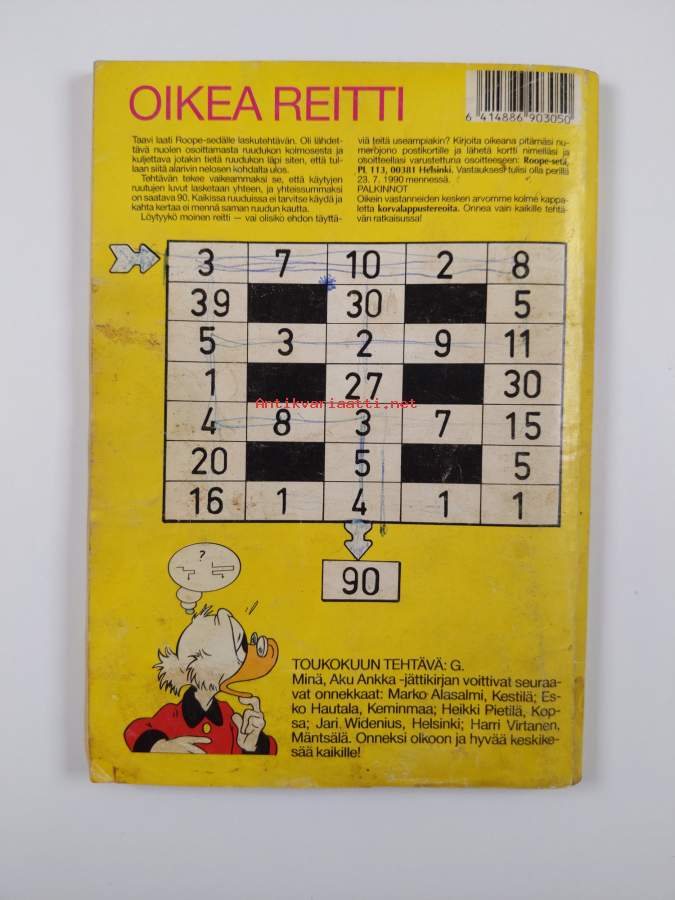 OIKEA REITTI
6 414886 903050
Taavi laati Roope-sedälle laskutehtävän. Oli lähdet-
tävä nuolen osoittamasta ruudukon kolmosesta ja
kuljettava jotakin tietä ruudukon läpi siten, että tul-
laan siitä alarivin nelosen kohdalta ulos.
Tehtävän tekee vaikeammaksi se, että käytyjen
ruutujen luvut lasketaan yhteen, ja yhteissummaksi
on saatava 90. Kaikissa ruuduissa ei tarvitse käydä ja
kahta kertaa ei mennä saman ruudun kautta.
Löytyykö moinen reitti — vai olisiko ehdon täyttä-
viä teitä useampiakin? Kirjoita oikeana pitämäsi nu-
merojono postikortille ja lähetä kortti nimelläsi ja
osoitteellasi varustettuna osoitteeseen: Roope-setä,
PL 113, 00381 Helsinki. Vastauksesi tulisi olla perillä
23. 7. 1990 mennessä.
PALKINNOT
Oikein vastanneiden kesken arvomme kolme kappa-
letta korvalappustereoita. Onnea vain kaikille tehtä-
vän ratkaisussa!
3 7 10 2 8
39 30 5
5 3 2 9 11
1 27 30
Antikvariaatti.net
4 8 3 7 15
20 5 5
16 1 4 1 1
90
?
TOUKOKUUN TEHTÄVÄ: G.
Minä, Aku Ankka -jättikirjan voittivat seuraa-
vat onnekkaat: Marko Alasalmi, Kestilä; Es-
ko Hautala, Keminmaa; Heikki Pietilä, Kop-
sa; Jari Widenius, Helsinki; Harri Virtanen,
Mäntsälä. Onneksi olkoon ja hyvää keskike-
sää kaikille!